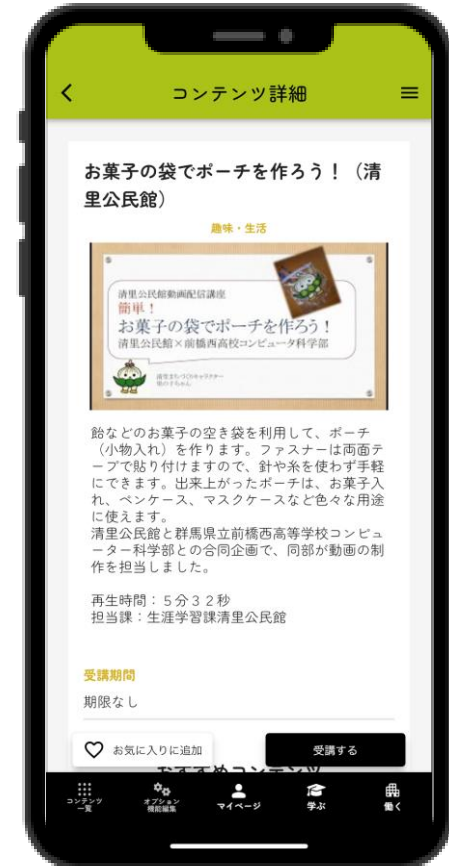 コンテンツ詳細
お菓子の袋でポーチを作ろう！（清
里公民館）
趣味・生活
清里公民館動画配信講座
簡単！
お菓子の袋でポーチを作ろう！
清里公民館×前橋西高校コンピュータ科学部
飴などのお菓子の空き袋を利用して、ポーチ
（小物入れ）を作ります。ファスナーは両面テ
ープで貼り付けますので、針や糸を使わず手軽
にできます。出来上がったポーチは、お菓子入
れ、ペンケース、マスクケースなど色々な用途
に使えます。
清里公民館と群馬県立前橋西高等学校コンピュ
ーター科学部との合同企画で、同部が動画の制
作を担当しました。
再生時間：５分３２秒
担当課：生涯学習課清里公民館
受講期間
期限なし
お気に入りに追加
受講する
おすすめコンテンツ
コンテンツ
一覧
オプション
機能編集
マイページ
学ぶ
働く